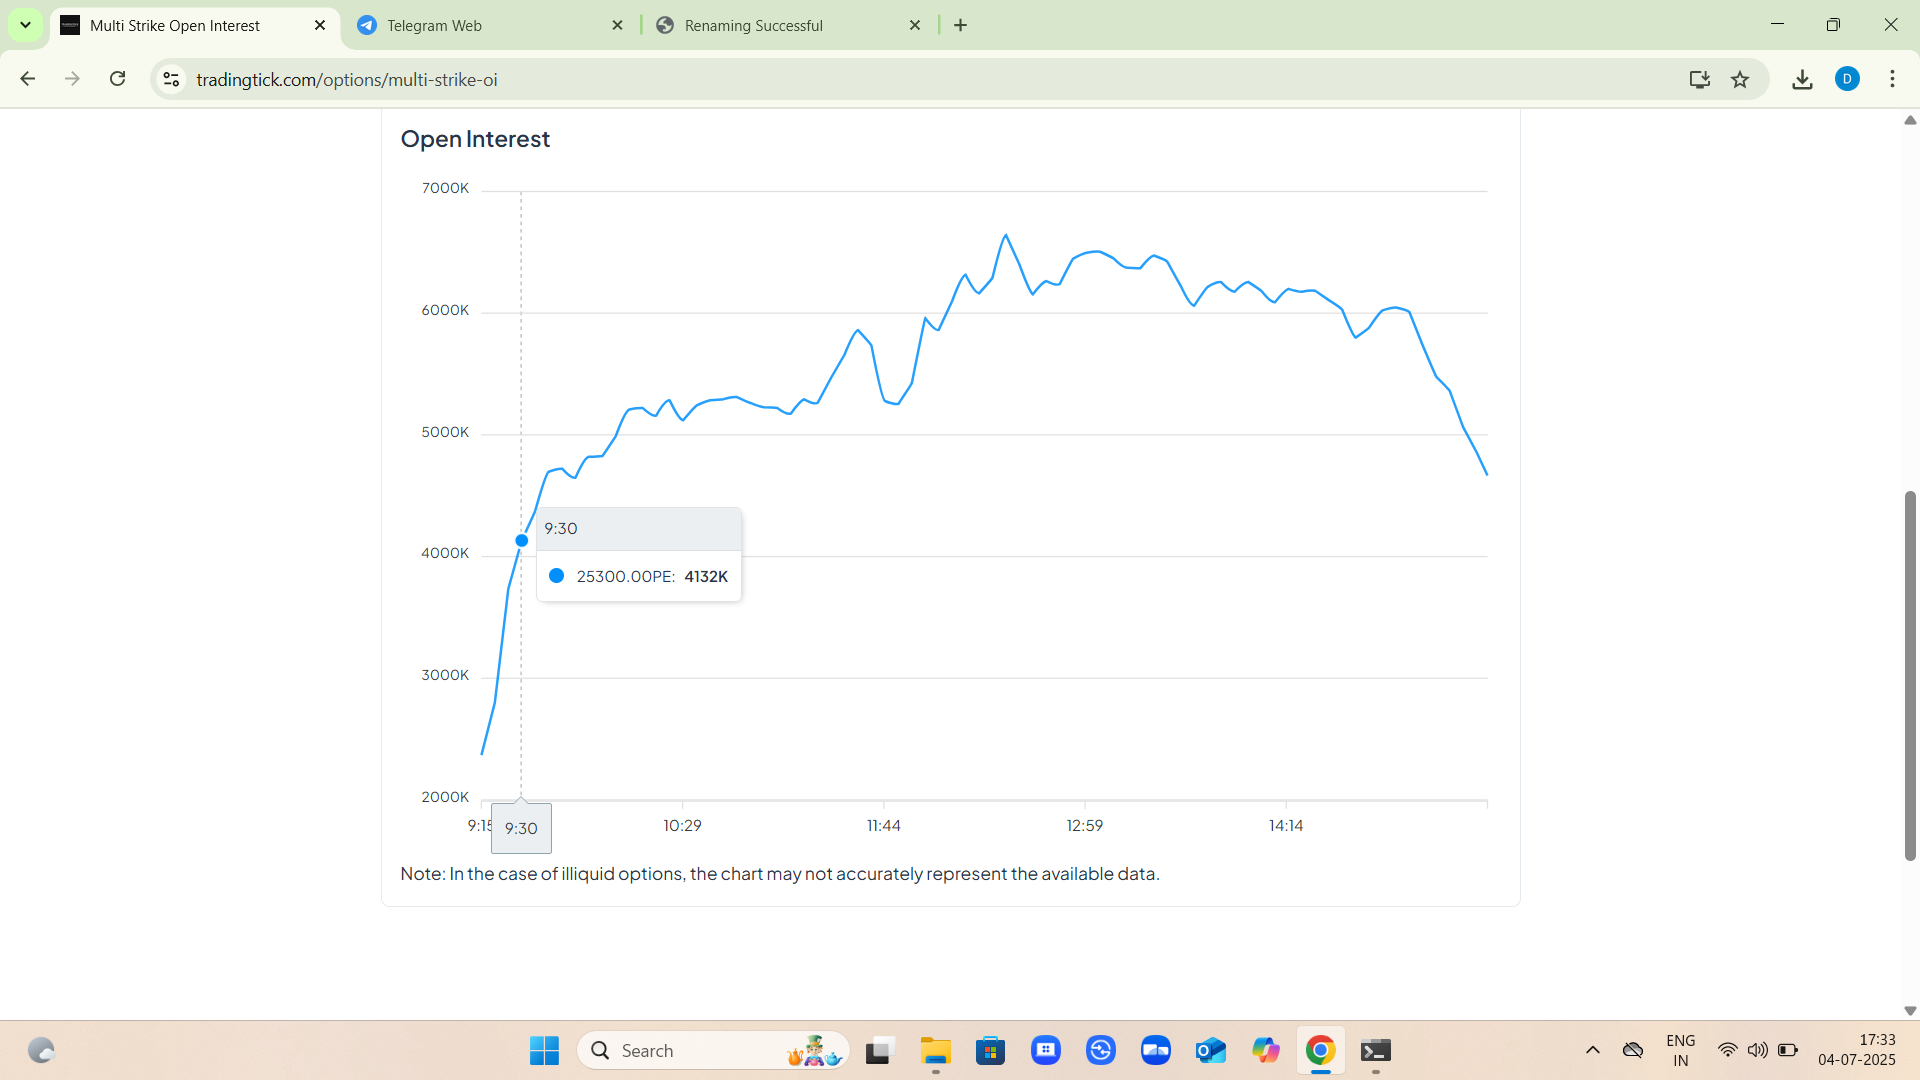 Multi Strike Open Interest
Telegram Web
Renaming Successful
tradingtick.com/options/multi-strike-oi
D
Open Interest
7000K
6000K
5000K
4000K
3000K
2000K
9:30
25300.00PE: 4132K
9:15
9:30
10:29
11:44
12:59
14:14
Note: In the case of illiquid options, the chart may not accurately represent the available data.
Search
ENG
IN
17:33
04-07-2025